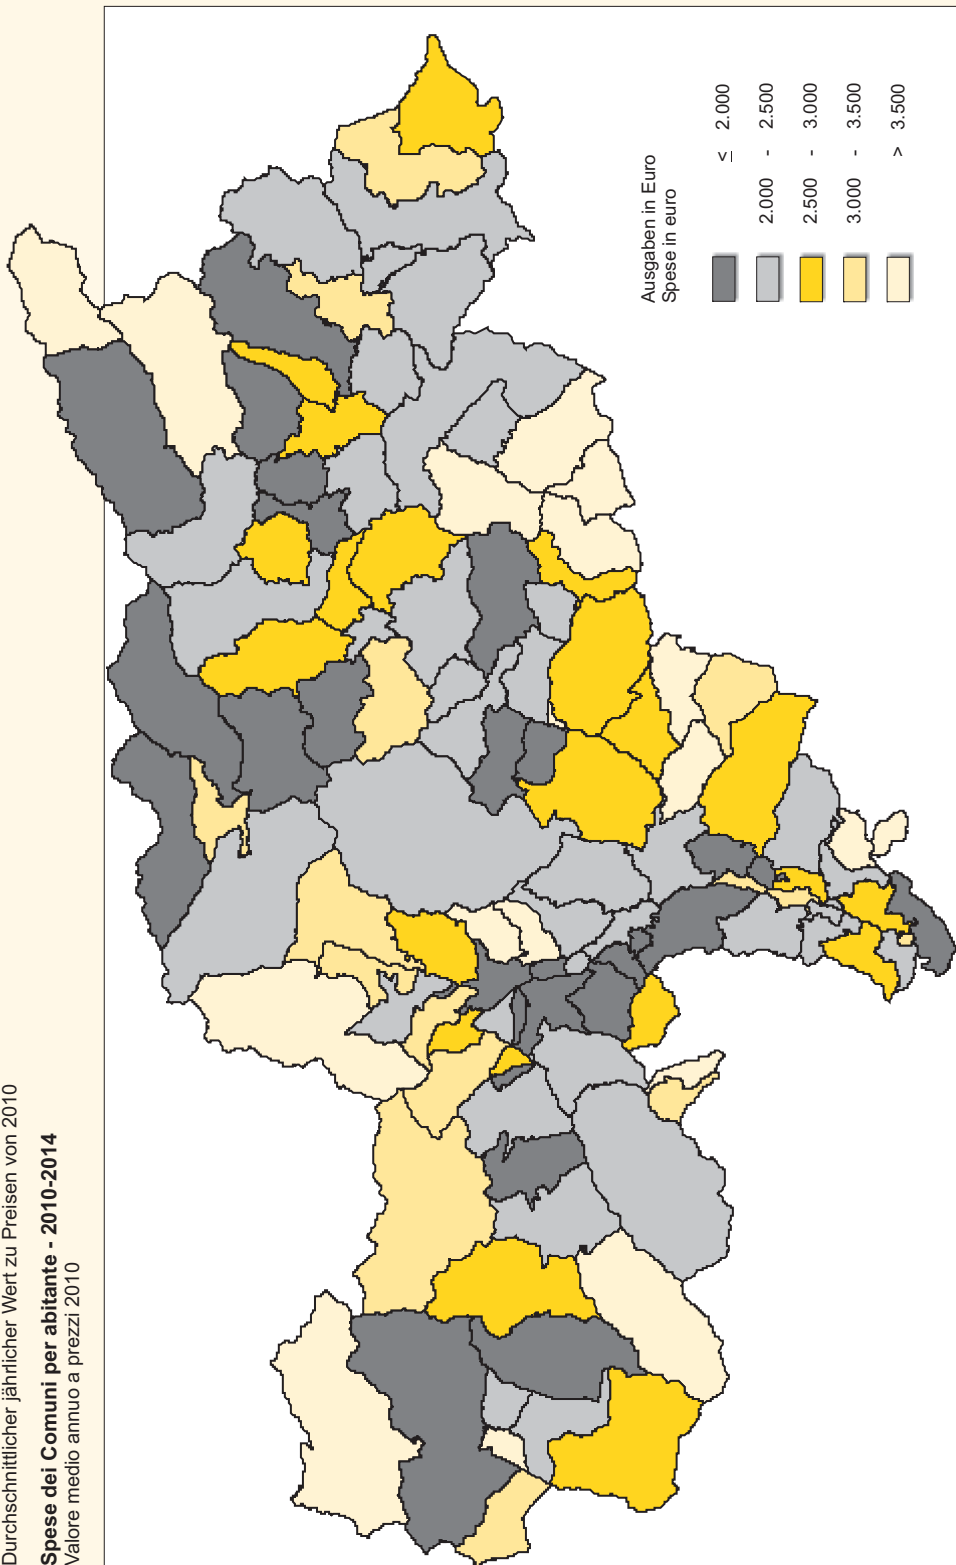 Durchschnittlicher jährlicher Wert zu Preisen von 2010
Spese dei Comuni per abitante - 2010-2014
Valore medio annuo a prezzi 2010
Ausgaben in Euro
Spese in euro
≤ 2.000
2.000 - 2.500
2.500 - 3.000
3.000 - 3.500
> 3.500